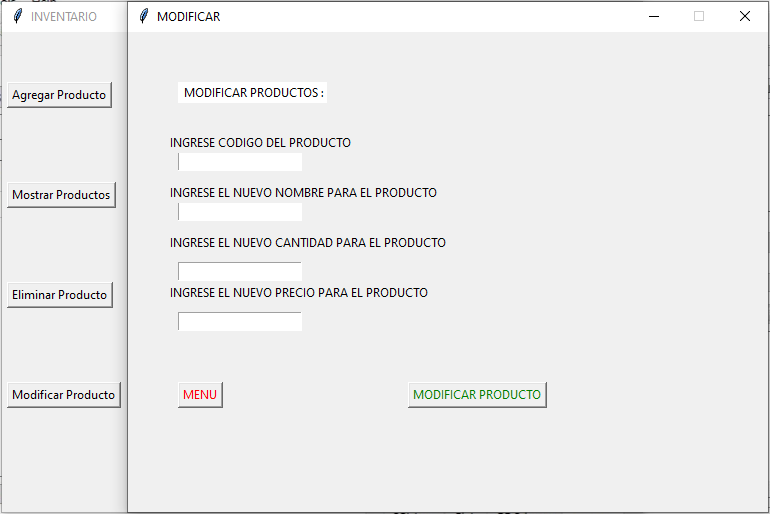 INVENTARIO
Agregar Producto
Mostrar Productos
Eliminar Producto
Modificar Producto
MODIFICAR
MODIFICAR PRODUCTOS :
INGRESE CODIGO DEL PRODUCTO
INGRESE EL NUEVO NOMBRE PARA EL PRODUCTO
INGRESE EL NUEVO CANTIDAD PARA EL PRODUCTO
INGRESE EL NUEVO PRECIO PARA EL PRODUCTO
MENU
MODIFICAR PRODUCTO